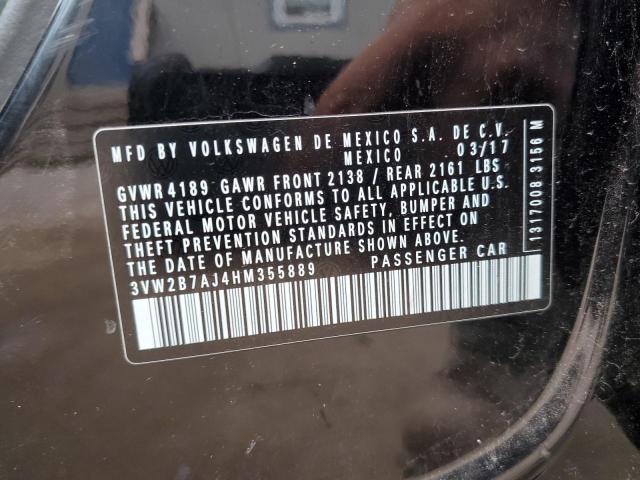 MFD BY VOLKSWAGEN DE MEXICO S.A. DE C.V.
MEXICO 03/17
GVWR 4189 GAWR FRONT 2138 / REAR 2161 LBS
THIS VEHICLE CONFORMS TO ALL APPLICABLE U.S.
FEDERAL MOTOR VEHICLE SAFETY, BUMPER AND
THEFT PREVENTION STANDARDS IN EFFECT ON
THE DATE OF MANUFACTURE SHOWN ABOVE.
3VW2B7AJ4HM355889 PASSENGER CAR
1317008 3156 M